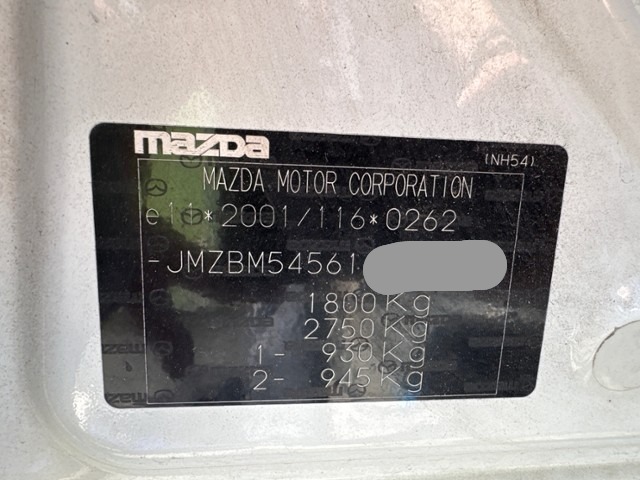 mazda
(NH54)
MAZDA MOTOR CORPORATION
e11*2001/116*0262
-JMZBM54561
1800Kg
2750Kg
1- 930Kg
2- 945Kg